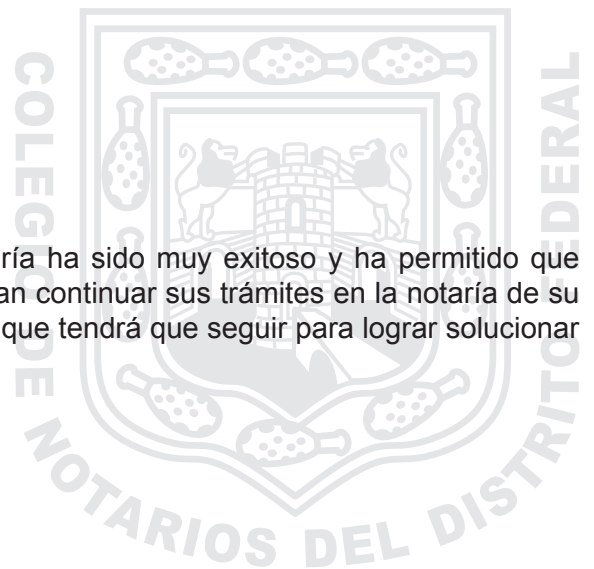 COLEGIO DE NOTARIOS DEL DISTRITO FEDERAL
ría ha sido muy exitoso y ha permitido que
an continuar sus trámites en la notaría de su
que tendrá que seguir para lograr solucionar